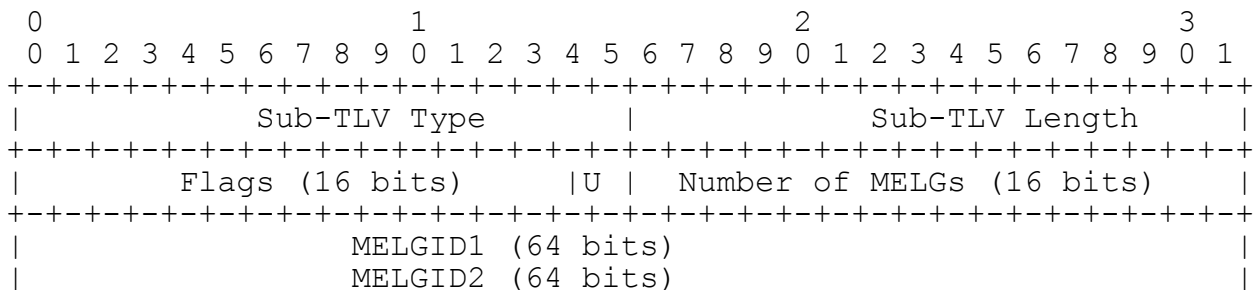 0                   1                   2                   3
 0 1 2 3 4 5 6 7 8 9 0 1 2 3 4 5 6 7 8 9 0 1 2 3 4 5 6 7 8 9 0 1
+-+-+-+-+-+-+-+-+-+-+-+-+-+-+-+-+-+-+-+-+-+-+-+-+-+-+-+-+-+-+-+-+
|            Sub-TLV Type       |            Sub-TLV Length     |
+-+-+-+-+-+-+-+-+-+-+-+-+-+-+-+-+-+-+-+-+-+-+-+-+-+-+-+-+-+-+-+-+
|        Flags (16 bits)     |U |  Number of MELGs (16 bits)    |
+-+-+-+-+-+-+-+-+-+-+-+-+-+-+-+-+-+-+-+-+-+-+-+-+-+-+-+-+-+-+-+-+
|                 MELGID1 (64 bits)                             |
|                 MELGID2 (64 bits)                             |